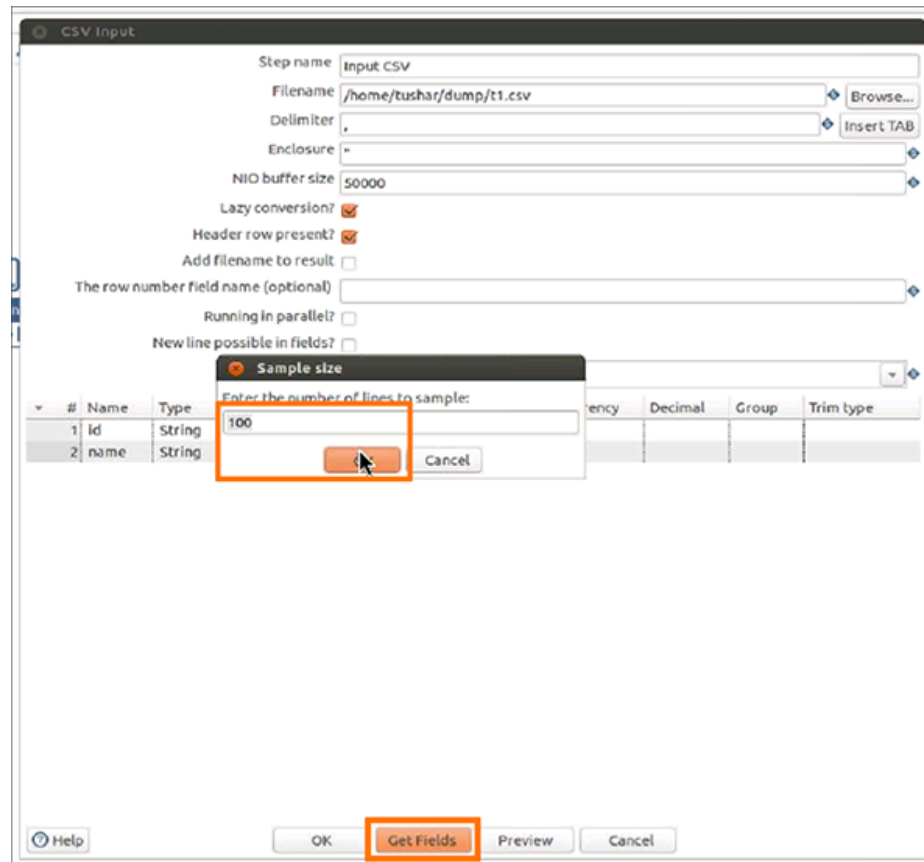 CSV Input
Step name Input CSV
Filename /home/tushar/dump/t1.csv Browse...
Delimiter , Insert TAB
Enclosure "
NIO buffer size 50000
Lazy conversion?
Header row present?
Add filename to result
The row number field name (optional)
Running in parallel?
New line possible in fields?
Sample size
Enter the number of lines to sample:
# Name Type rency Decimal Group Trim type
100
1 id String
2 name String
Cancel
Help OK Get Fields Preview Cancel